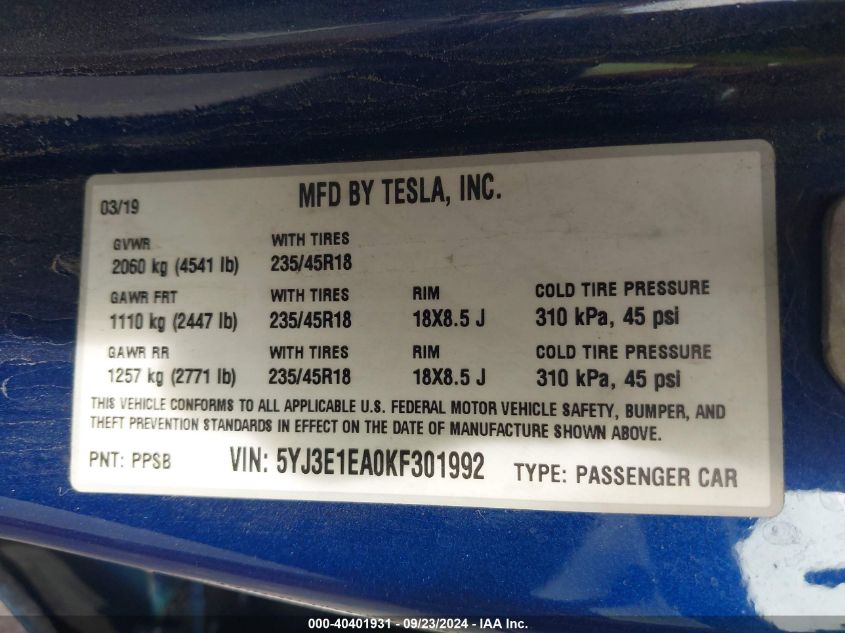 MFD BY TESLA, INC.
03/19
GVWR WITH TIRES
2060 kg (4541 lb) 235/45R18
GAWR FRT WITH TIRES RIM COLD TIRE PRESSURE
1110 kg (2447 lb) 235/45R18 18X8.5 J 310 kPa, 45 psi
GAWR RR WITH TIRES RIM COLD TIRE PRESSURE
1257 kg (2771 lb) 235/45R18 18X8.5 J 310 kPa, 45 psi
THIS VEHICLE CONFORMS TO ALL APPLICABLE U.S. FEDERAL MOTOR VEHICLE SAFETY, BUMPER, AND
THEFT PREVENTION STANDARDS IN EFFECT ON THE DATE OF MANUFACTURE SHOWN ABOVE.
PNT: PPSB VIN: 5YJ3E1EA0KF301992 TYPE: PASSENGER CAR
000-40401931 - 09/23/2024 - IAA Inc.